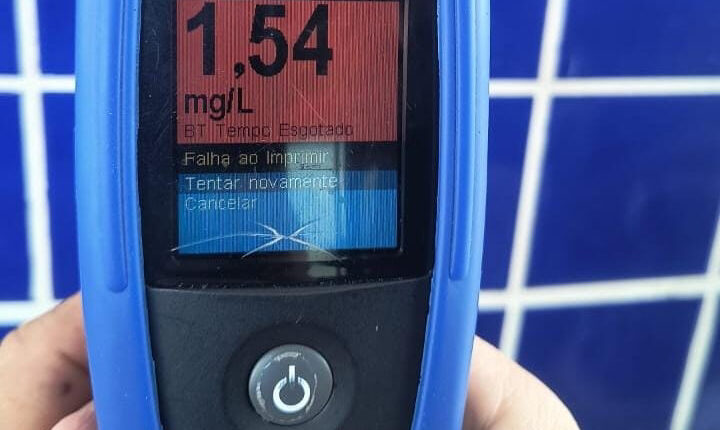 1,54
mg/L
BT Tempo Esgotado
Falha ao Imprimir
Tentar novamente
Cancelar